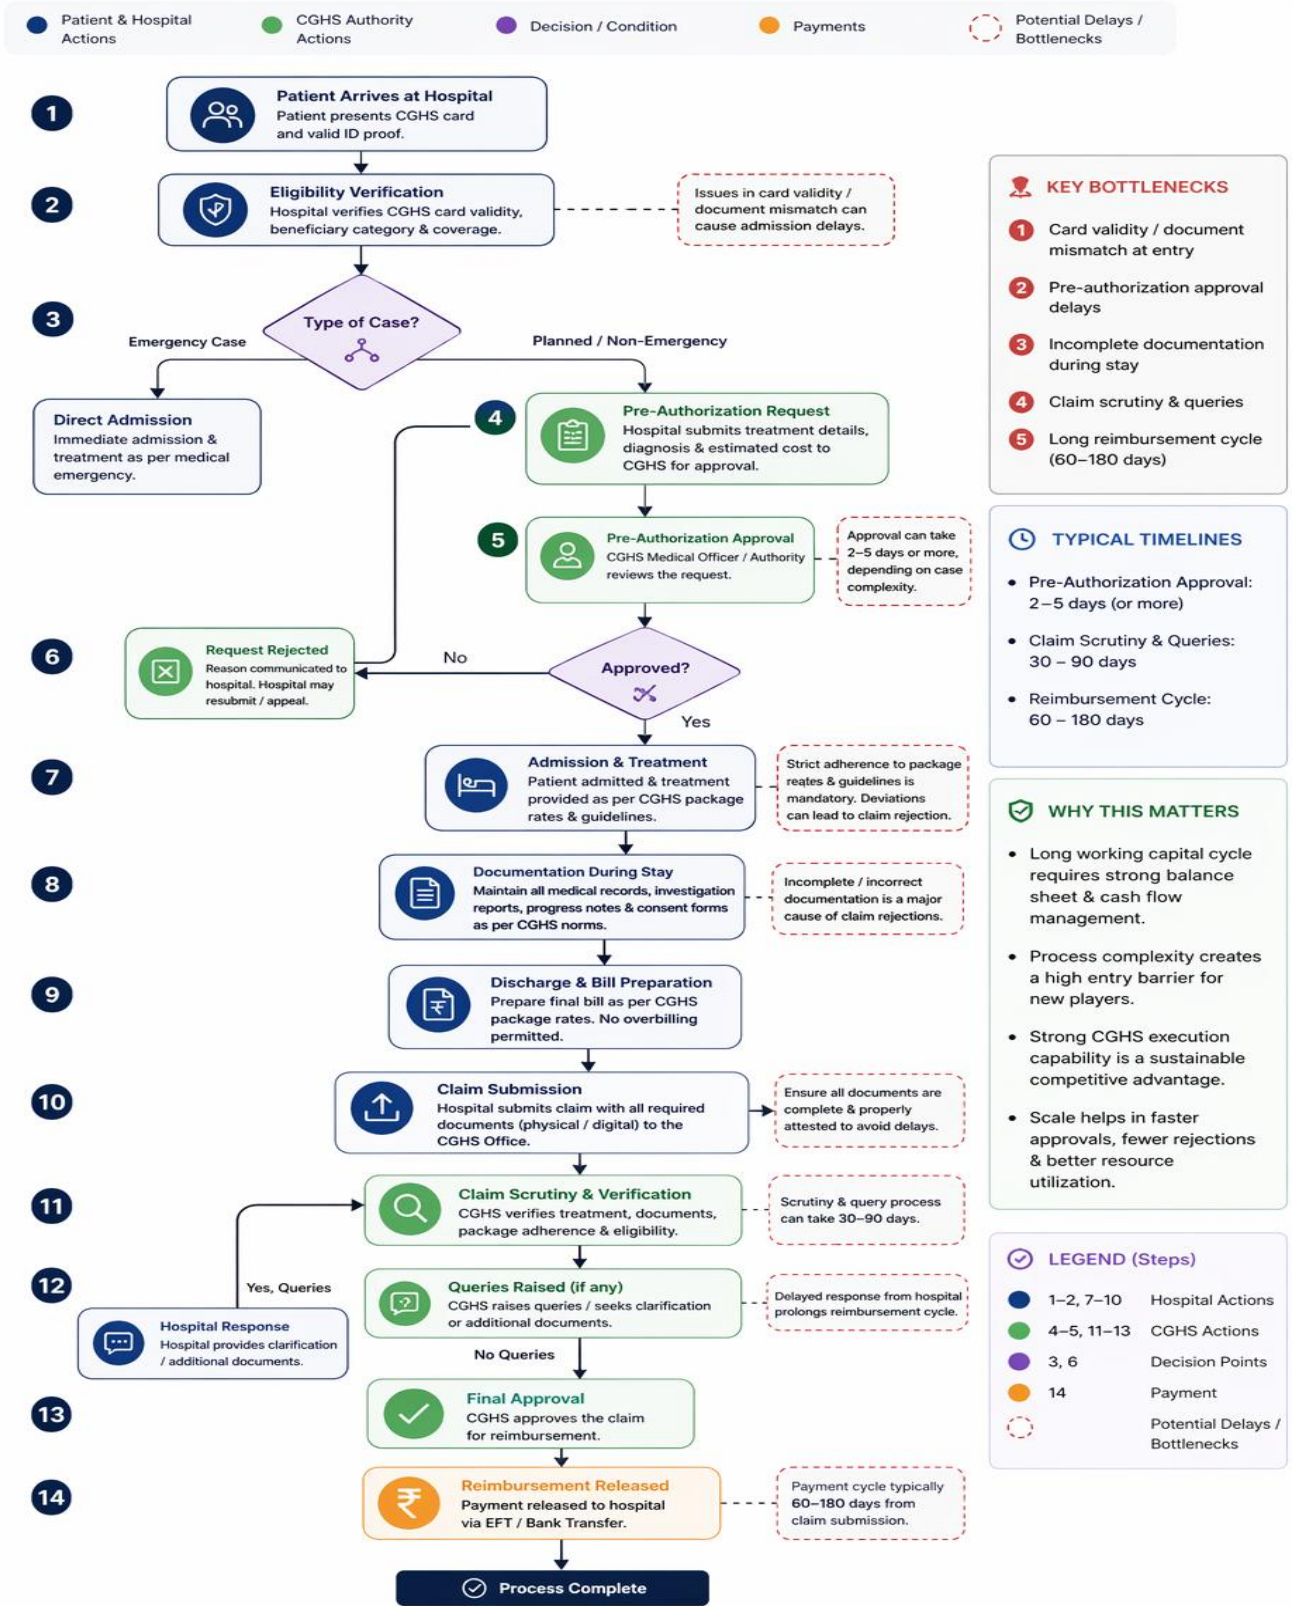 Patient & Hospital
Actions
CGHS Authority
Actions
Decision / Condition
Payments
Potential Delays /
Bottlenecks
1
Patient Arrives at Hospital
Patient presents CGHS card
and valid ID proof.
2
Eligibility Verification
Hospital verifies CGHS card validity,
beneficiary category & coverage.
Issues in card validity /
document mismatch can
cause admission delays.
3
Type of Case?
Emergency Case
Planned / Non-Emergency
Direct Admission
Immediate admission &
treatment as per medical
emergency.
4
Pre-Authorization Request
Hospital submits treatment details,
diagnosis & estimated cost to
CGHS for approval.
5
Pre-Authorization Approval
CGHS Medical Officer / Authority
reviews the request.
Approval can take
2–5 days or more,
depending on case
complexity.
6
Request Rejected
Reason communicated to
hospital. Hospital may
resubmit / appeal.
No
Approved?
Yes
7
Admission & Treatment
Patient admitted & treatment
provided as per CGHS package
rates & guidelines.
Strict adherence to package
reates & guidelines is
mandatory. Deviations
can lead to claim rejection.
8
Documentation During Stay
Maintain all medical records, investigation
reports, progress notes & consent forms
as per CGHS norms.
Incomplete / incorrect
documentation is a major
cause of claim rejections.
9
Discharge & Bill Preparation
Prepare final bill as per CGHS
package rates. No overbilling
permitted.
10
Claim Submission
Hospital submits claim with all required
documents (physical / digital) to the
CGHS Office.
Ensure all documents are
complete & properly
attested to avoid delays.
11
Claim Scrutiny & Verification
CGHS verifies treatment, documents,
package adherence & eligibility.
Scrutiny & query process
can take 30–90 days.
12
Yes, Queries
Queries Raised (if any)
CGHS raises queries / seeks clarification
or additional documents.
Delayed response from hospital
prolongs reimbursement cycle.
Hospital Response
Hospital provides clarification
/ additional documents.
No Queries
13
Final Approval
CGHS approves the claim
for reimbursement.
14
₹
Reimbursement Released
Payment released to hospital
via EFT / Bank Transfer.
Payment cycle typically
60–180 days from
claim submission.
Process Complete
KEY BOTTLENECKS
1 Card validity / document
mismatch at entry
2 Pre-authorization approval
delays
3 Incomplete documentation
during stay
4 Claim scrutiny & queries
5 Long reimbursement cycle
(60–180 days)
TYPICAL TIMELINES
• Pre-Authorization Approval:
2–5 days (or more)
• Claim Scrutiny & Queries:
30 – 90 days
• Reimbursement Cycle:
60 – 180 days
WHY THIS MATTERS
• Long working capital cycle
requires strong balance
sheet & cash flow
management.
• Process complexity creates
a high entry barrier for
new players.
• Strong CGHS execution
capability is a sustainable
competitive advantage.
• Scale helps in faster
approvals, fewer rejections
& better resource
utilization.
LEGEND (Steps)
1–2, 7–10 Hospital Actions
4–5, 11–13 CGHS Actions
3, 6 Decision Points
14 Payment
Potential Delays /
Bottlenecks